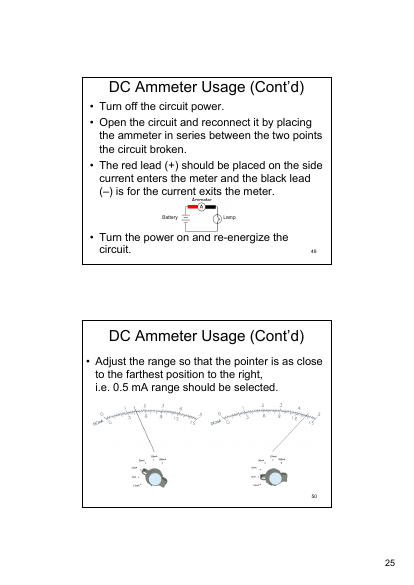 DC Ammeter Usage (Cont’d)
• Turn off the circuit power.
• Open the circuit and reconnect it by placing
the ammeter in series between the two points
the circuit broken.
• The red lead (+) should be placed on the side
current enters the meter and the black lead
(–) is for the current exits the meter.
Ammeter
A
Battery
Lamp
• Turn the power on and re-energize the
circuit.
49
DC Ammeter Usage (Cont’d)
• Adjust the range so that the pointer is as close
to the farthest position to the right,
i.e. 0.5 mA range should be selected.
50
25